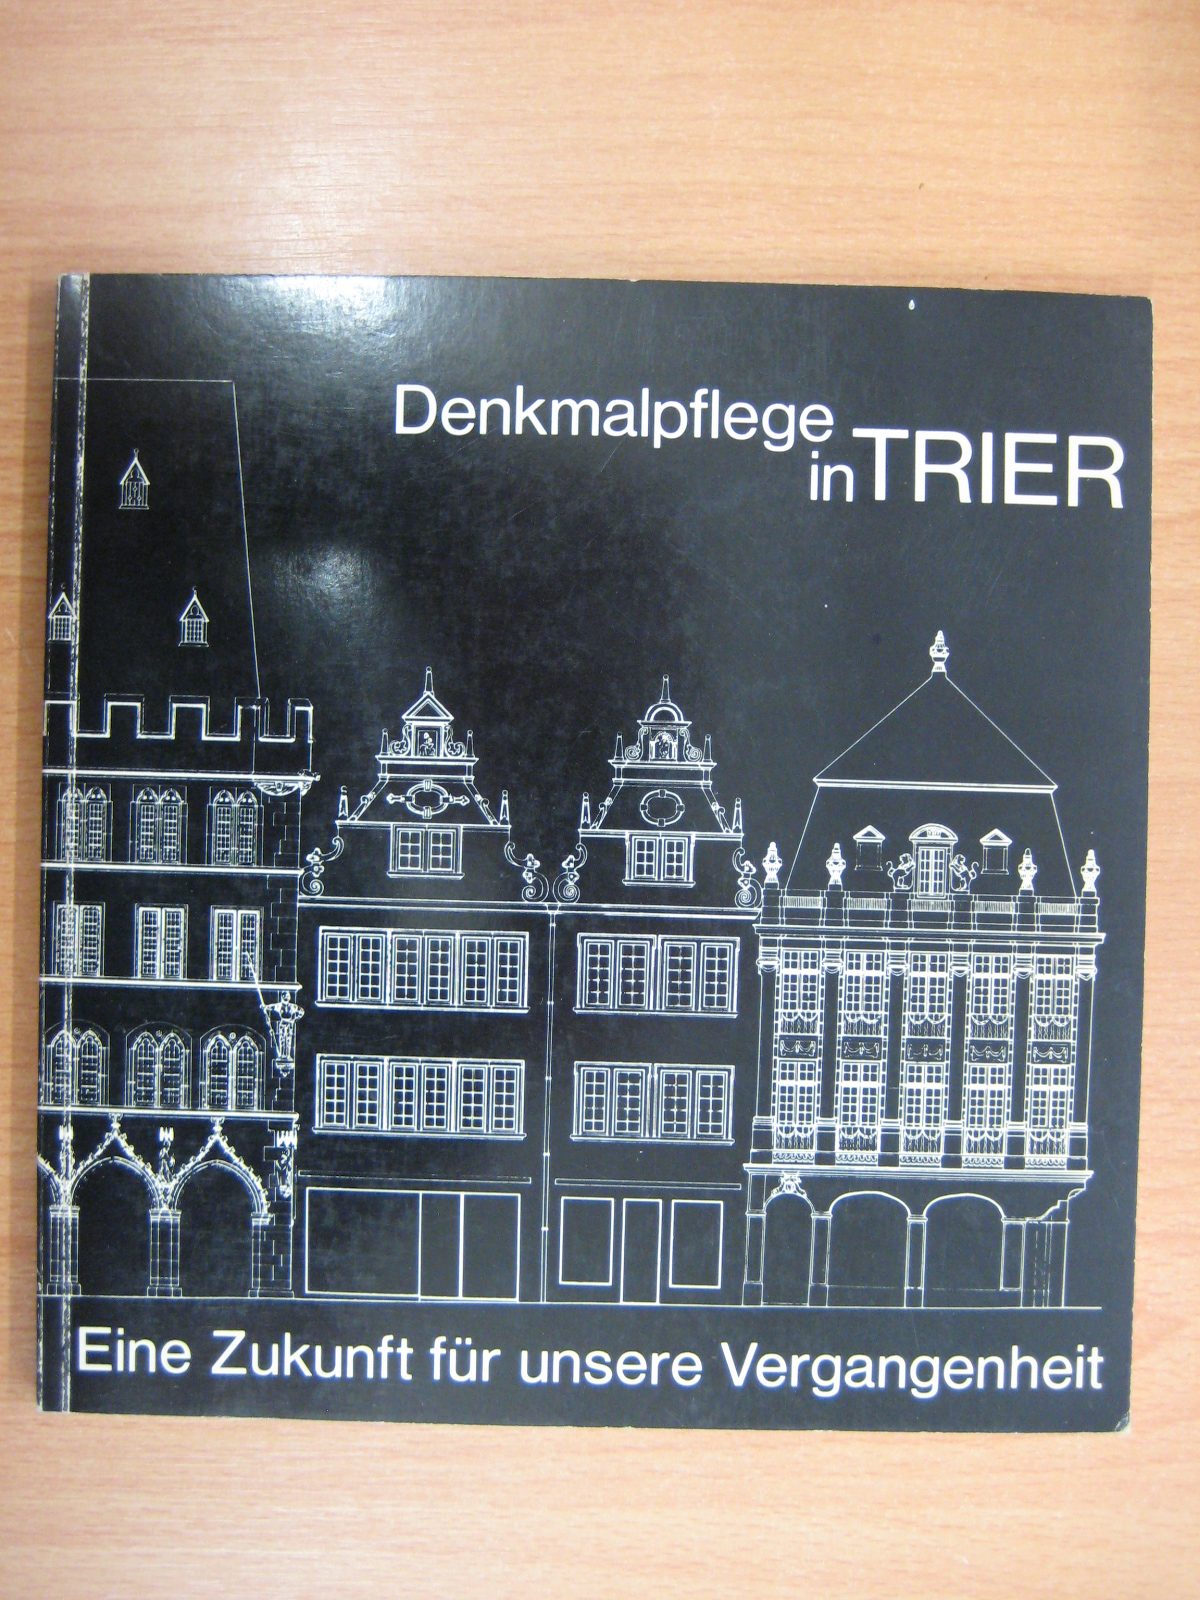 Denkmalpflege
in TRIER
Eine Zukunft für unsere Vergangenheit